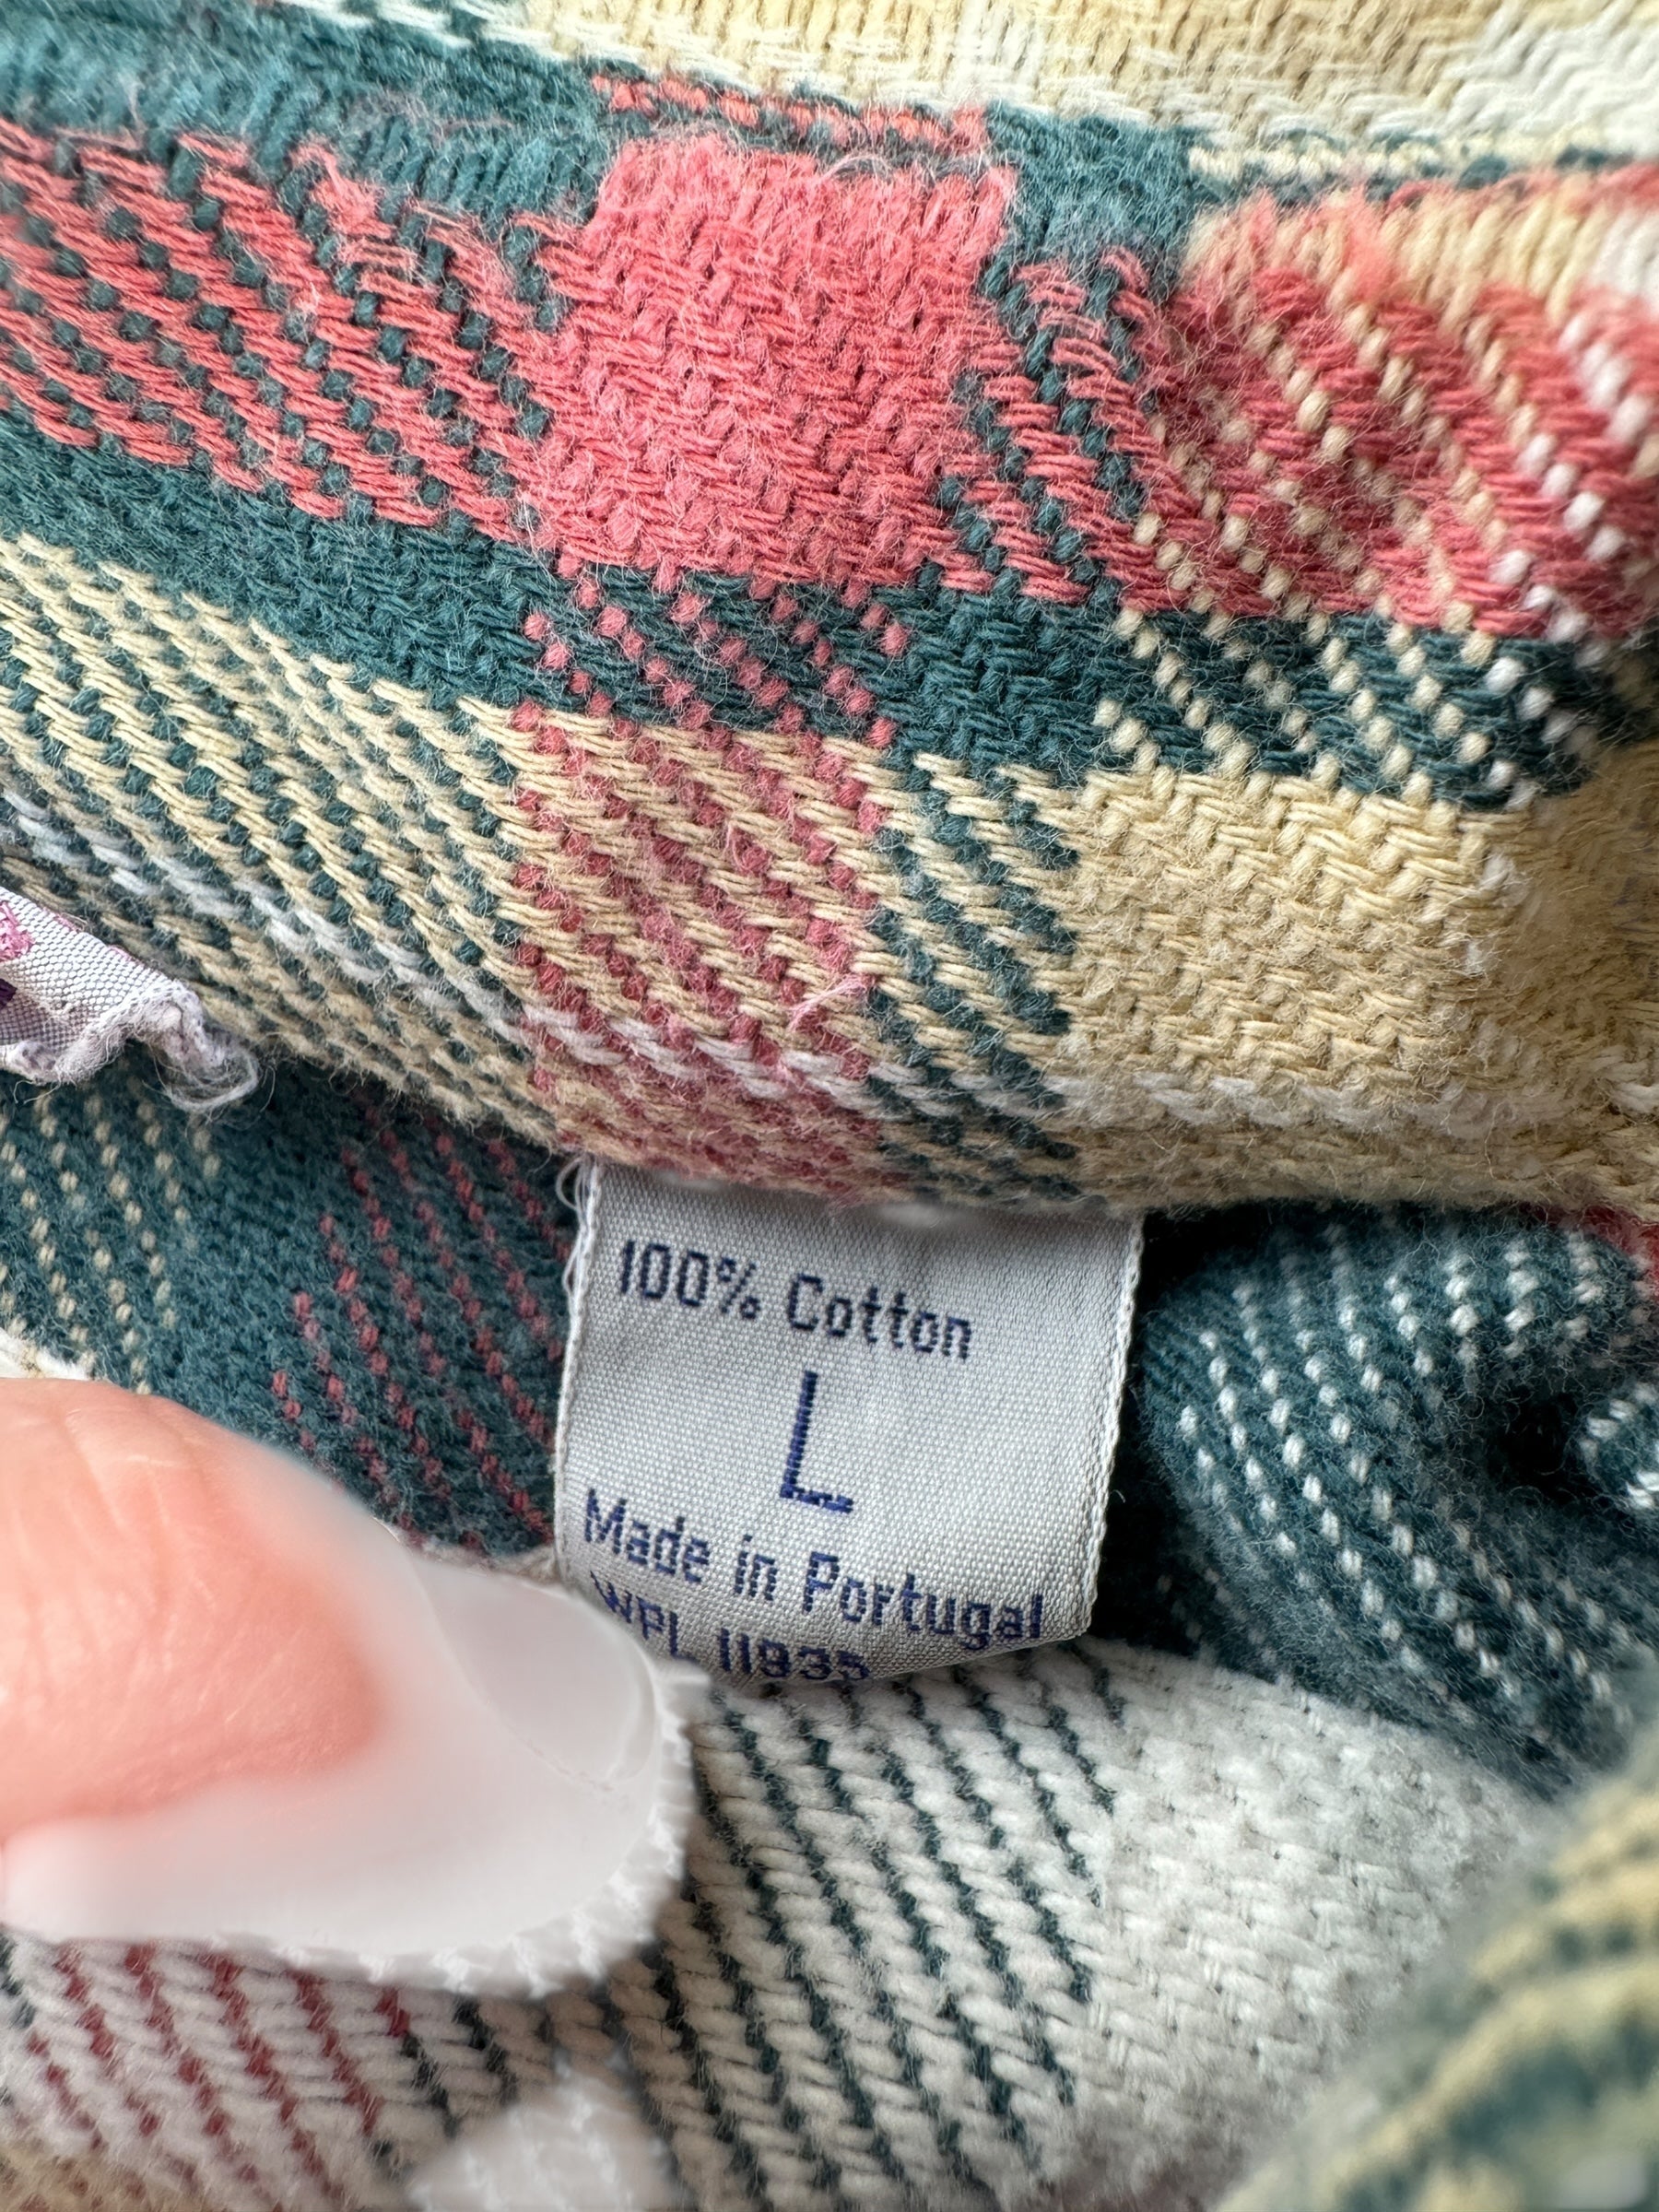 100% Cotton
L
Made in Portugal
WPL 11935